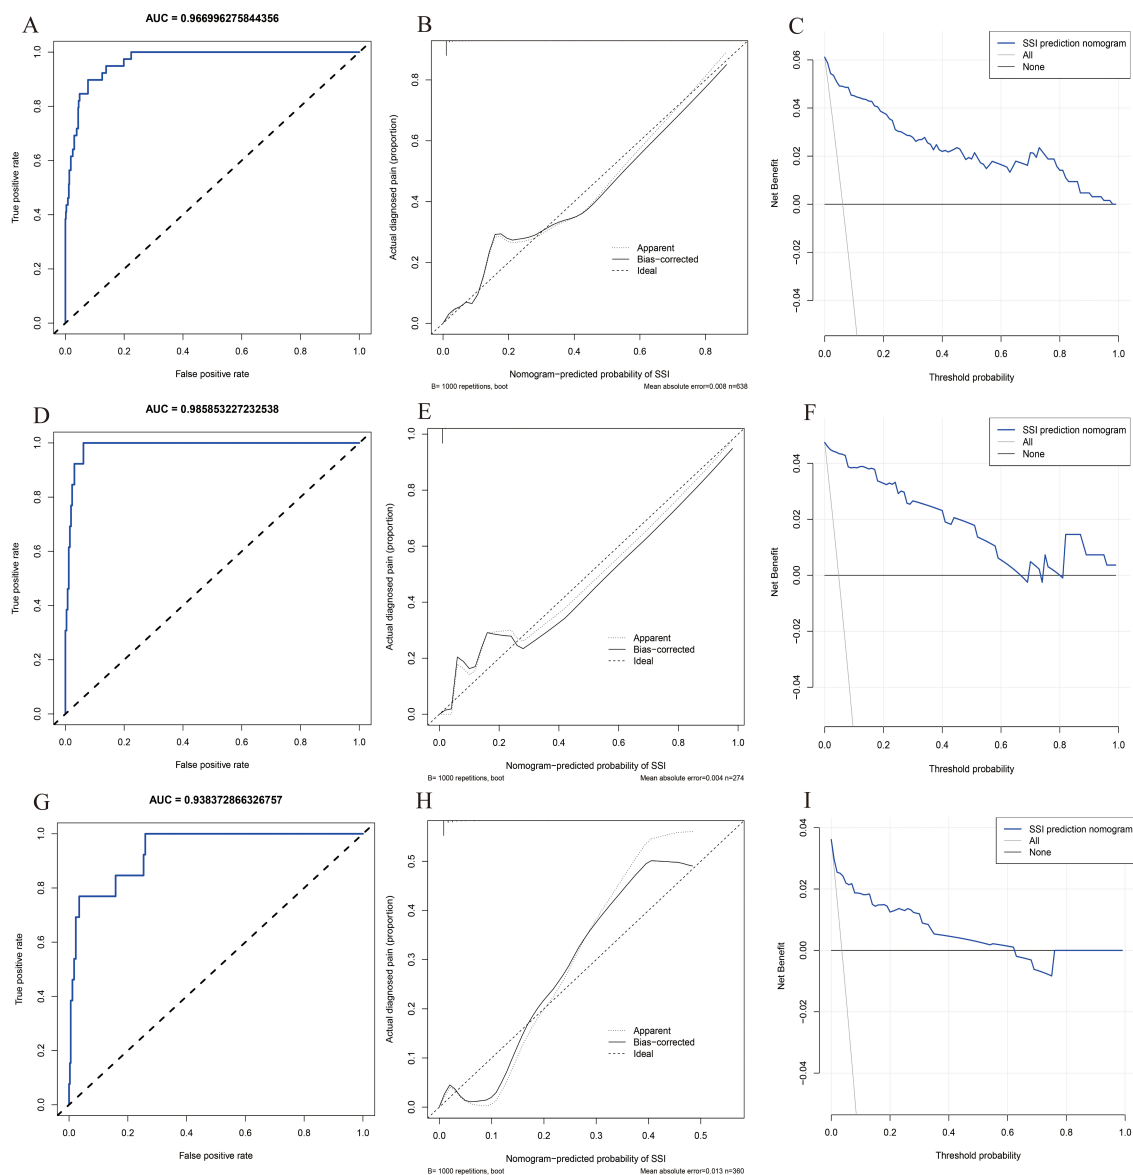 A
AUC = 0.966996275844356
True positive rate
0.0
0.2
0.4
0.6
0.8
1.0
0.0 0.2 0.4 0.6 0.8 1.0
False positive rate
B
Actual diagnosed pain (proportion)
0.0
0.2
0.4
0.6
0.8
Apparent
Bias-corrected
Ideal
0.0 0.2 0.4 0.6 0.8
Nomogram-predicted probability of SSI
B= 1000 repetitions, boot
Mean absolute error=0.008 n=638
C
SSI prediction nomogram
All
None
Net Benefit
0.06
0.04
0.02
0.00
−0.02
−0.04
0.0 0.2 0.4 0.6 0.8 1.0
Threshold probability
D
AUC = 0.985853227232538
True positive rate
0.0
0.2
0.4
0.6
0.8
1.0
0.0 0.2 0.4 0.6 0.8 1.0
False positive rate
E
Actual diagnosed pain (proportion)
0.0
0.2
0.4
0.6
0.8
1.0
Apparent
Bias-corrected
Ideal
0.0 0.2 0.4 0.6 0.8 1.0
Nomogram-predicted probability of SSI
B= 1000 repetitions, boot
Mean absolute error=0.004 n=274
F
SSI prediction nomogram
All
None
Net Benefit
0.04
0.02
0.00
−0.02
−0.04
0.0 0.2 0.4 0.6 0.8 1.0
Threshold probability
G
AUC = 0.938372866326757
True positive rate
0.0
0.2
0.4
0.6
0.8
1.0
0.0 0.2 0.4 0.6 0.8 1.0
False positive rate
H
Actual diagnosed pain (proportion)
0.0
0.1
0.2
0.3
0.4
0.5
Apparent
Bias-corrected
Ideal
0.0 0.1 0.2 0.3 0.4 0.5
Nomogram-predicted probability of SSI
B= 1000 repetitions, boot
Mean absolute error=0.013 n=360
I
SSI prediction nomogram
All
None
Net Benefit
0.04
0.02
0.00
−0.02
−0.04
0.0 0.2 0.4 0.6 0.8 1.0
Threshold probability